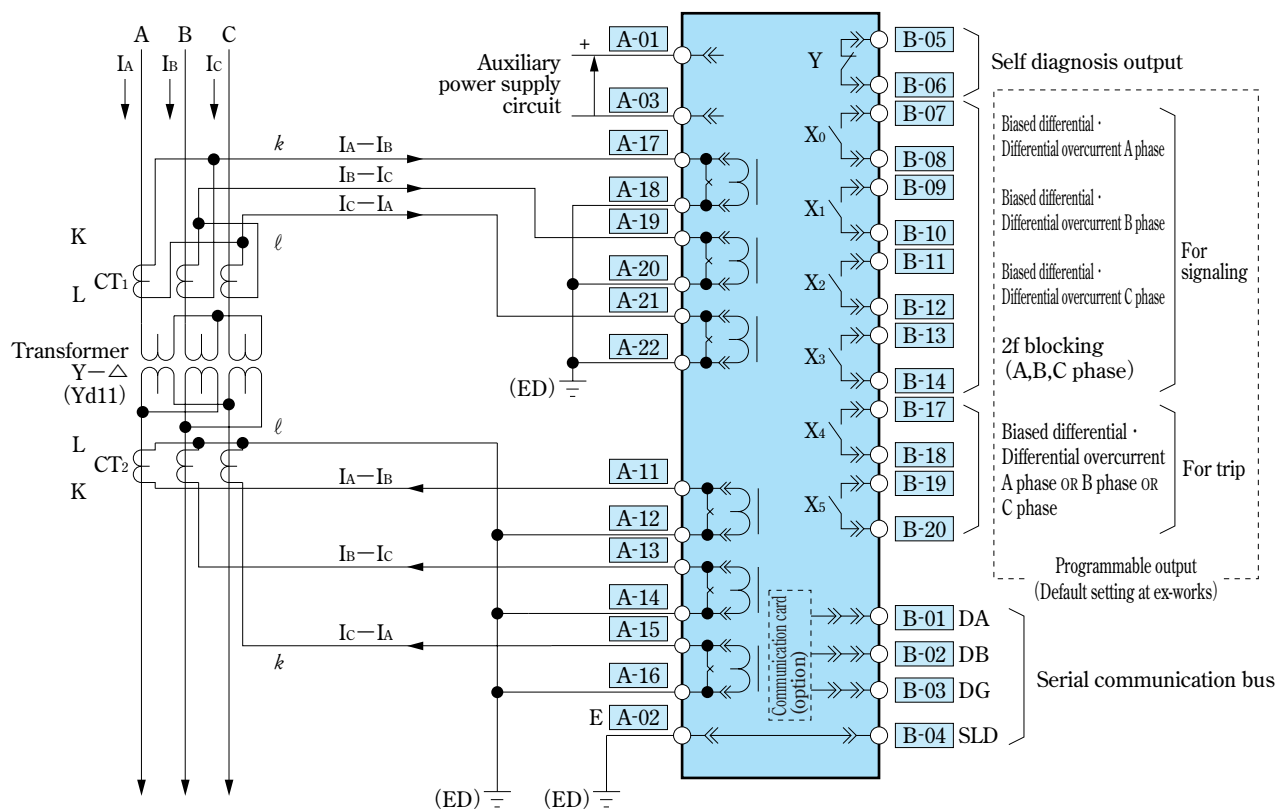 A B C
IA IB IC
k
IA－IB
IB－IC
IC－IA
K
ℓ
CT1
L
Transformer
Y－△
(Yd11)
L
ℓ
CT2
K
IA－IB
IB－IC
IC－IA
k
(ED)
(ED)
(ED)
+
Auxiliary
power supply
circuit
A-01
A-03
A-17
A-18
A-19
A-20
A-21
A-22
A-11
A-12
A-13
A-14
A-15
A-16
E A-02
Y
X0
X1
X2
X3
X4
X5
Communication card
(option)
B-05
B-06
B-07
B-08
B-09
B-10
B-11
B-12
B-13
B-14
B-17
B-18
B-19
B-20
B-01 DA
B-02 DB
B-03 DG
B-04 SLD
Self diagnosis output
Biased differential・
Differential overcurrent A phase
Biased differential・
Differential overcurrent B phase
Biased differential・
Differential overcurrent C phase
2f blocking
(A,B,C phase)
For
signaling
Biased differential・
Differential overcurrent
A phase OR B phase OR
C phase
For trip
Programmable output
(Default setting at ex-works)
Serial communication bus